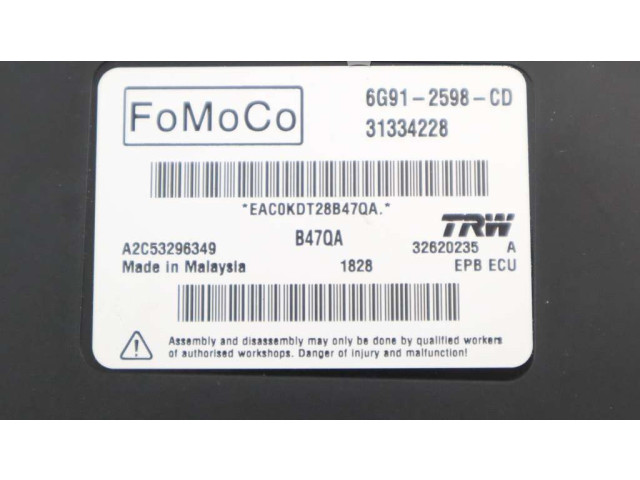 FoMoCo
6G91-2598-CD
31334228
*EAC0KDT28B47QA.*
TRW
A2C53296349
B47QA
32620235 A
Made in Malaysia
1828
EPB ECU
Assembly and disassembly may only be done by qualified workers
of authorised workshops. Danger of injury and malfunction!